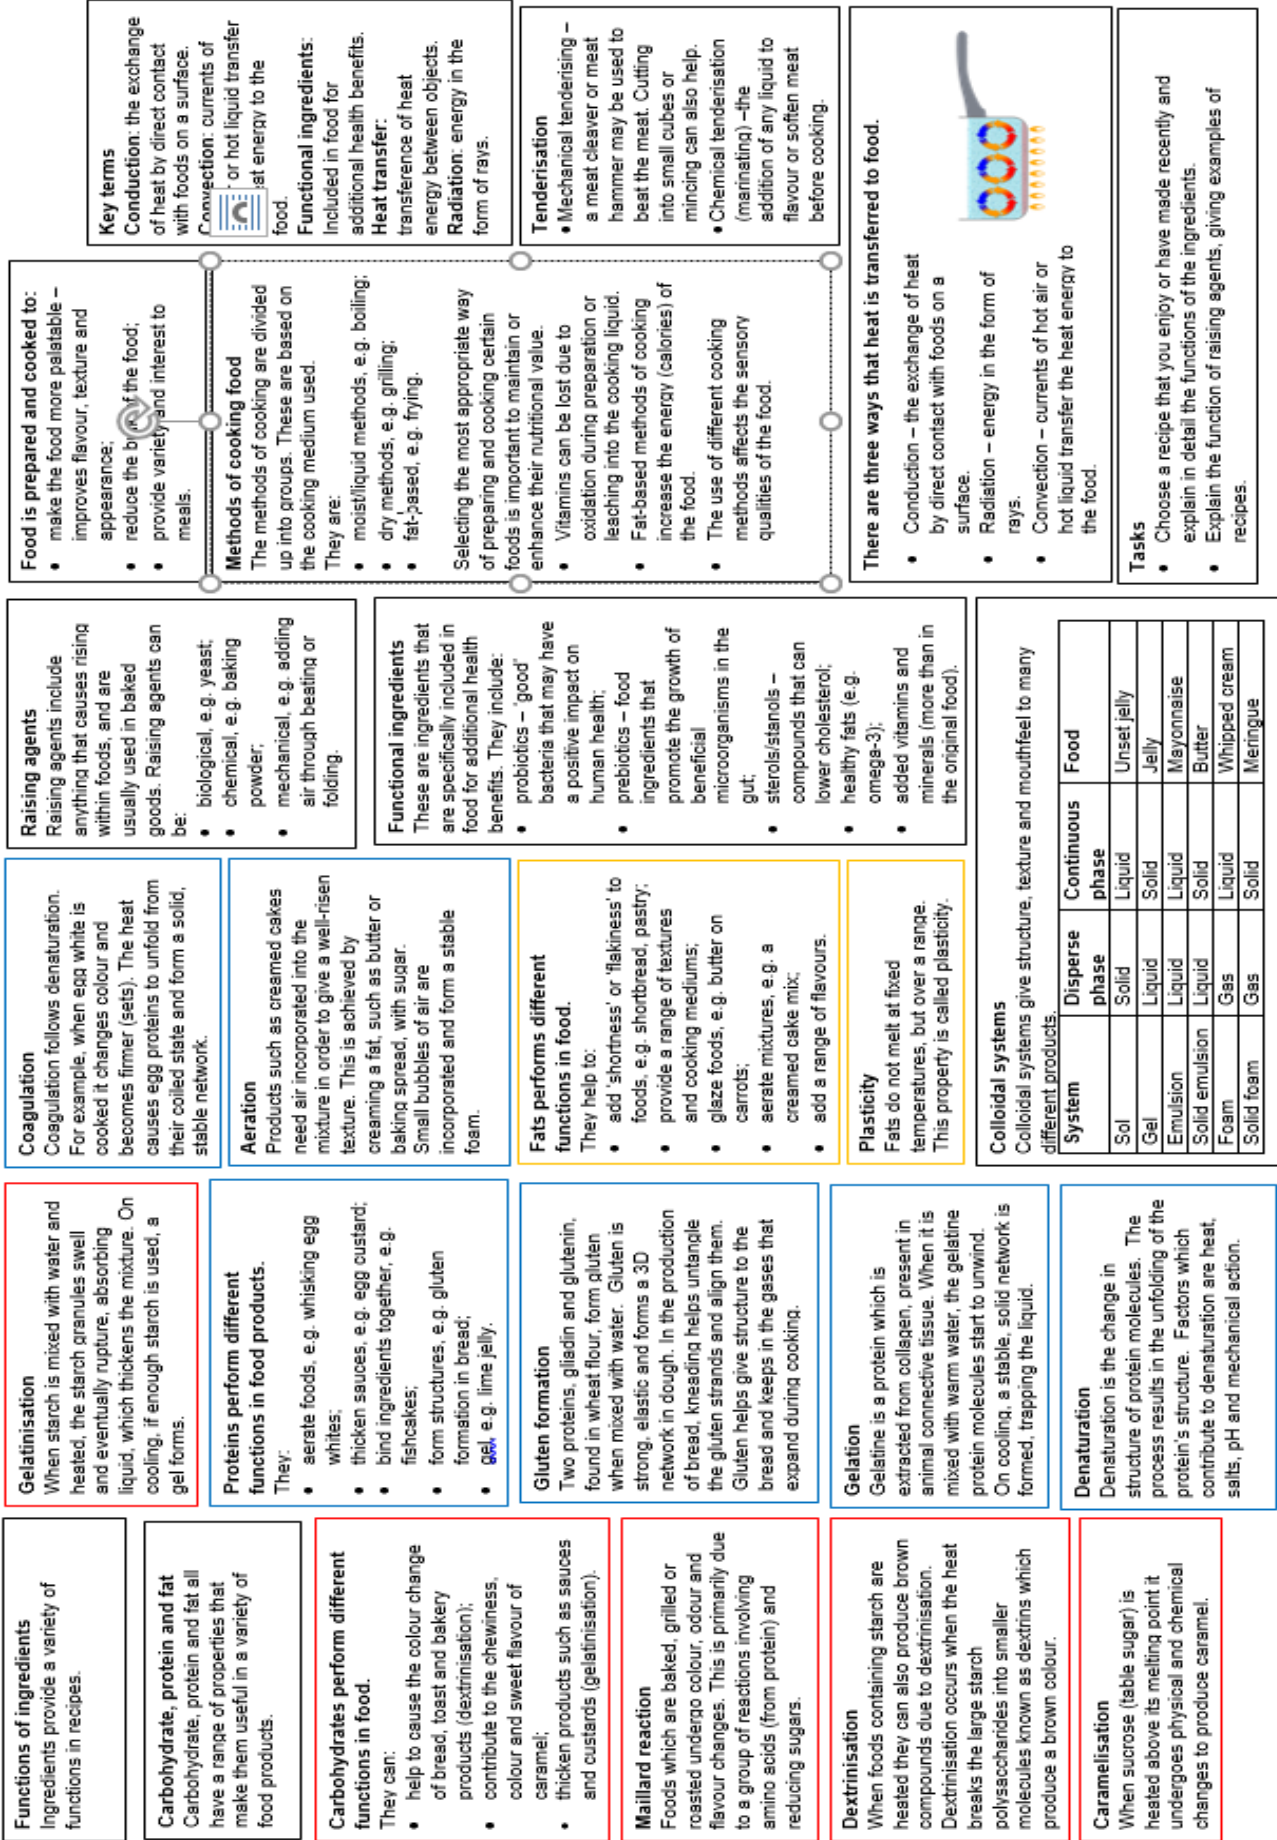 Functions of ingredients
Ingredients provide a variety of
functions in recipes.
Carbohydrate, protein and fat
Carbohydrate, protein and fat all
have a range of properties that
make them useful in a variety of
food products.
Carbohydrates perform different
functions in food.
They can:
• help to cause the colour change
of bread, toast and bakery
products (dextrinisation);
• contribute to the chewiness,
colour and sweet flavour of
caramel;
• thicken products such as sauces
and custards (gelatinisation).
Maillard reaction
Foods which are baked, grilled or
roasted undergo colour, odour and
flavour changes. This is primarily due
to a group of reactions involving
amino acids (from protein) and
reducing sugars.
Dextrinisation
When foods containing starch are
heated they can also produce brown
compounds due to dextrinisation.
Dextrinisation occurs when the heat
breaks the large starch
polysaccharides into smaller
molecules known as dextrins which
produce a brown colour.
Caramelisation
When sucrose (table sugar) is
heated above its melting point it
undergoes physical and chemical
changes to produce caramel.
Gelatinisation
When starch is mixed with water and
heated, the starch granules swell
and eventually rupture, absorbing
liquid, which thickens the mixture. On
cooling, if enough starch is used, a
gel forms.
Proteins perform different
functions in food products.
They:
• aerate foods, e.g. whisking egg
whites;
• thicken sauces, e.g. egg custard;
• bind ingredients together, e.g.
fishcakes;
• form structures, e.g. gluten
formation in bread;
• gel, e.g. lime jelly.
Gluten formation
Two proteins, gliadin and glutenin,
found in wheat flour, form gluten
when mixed with water. Gluten is
strong, elastic and forms a 3D
network in dough. In the production
of bread, kneading helps untangle
the gluten strands and align them.
Gluten helps give structure to the
bread and keeps in the gases that
expand during cooking.
Gelation
Gelatine is a protein which is
extracted from collagen, present in
animal connective tissue. When it is
mixed with warm water, the gelatine
protein molecules start to unwind.
On cooling, a stable, solid network is
formed, trapping the liquid.
Denaturation
Denaturation is the change in
structure of protein molecules. The
process results in the unfolding of the
protein's structure. Factors which
contribute to denaturation are heat,
salts, pH and mechanical action.
Coagulation
Coagulation follows denaturation.
For example, when egg white is
cooked it changes colour and
becomes firmer (sets). The heat
causes egg proteins to unfold from
their coiled state and form a solid,
stable network.
Aeration
Products such as creamed cakes
need air incorporated into the
mixture in order to give a well-risen
texture. This is achieved by
creaming a fat, such as butter or
baking spread, with sugar.
Small bubbles of air are
incorporated and form a stable
foam.
Fats performs different
functions in food.
They help to:
• add 'shortness' or 'flakiness' to
foods, e.g. shortbread, pastry;
• provide a range of textures
and cooking mediums;
• glaze foods, e.g. butter on
carrots;
• aerate mixtures, e.g. a
creamed cake mix;
• add a range of flavours.
Plasticity
Fats do not melt at fixed
temperatures, but over a range.
This property is called plasticity.
Colloidal systems
Colloidal systems give structure, texture and mouthfeel to many
different products.
System Disperse phase Continuous phase Food
Sol Solid Liquid Unset jelly
Gel Liquid Solid Jelly
Emulsion Liquid Liquid Mayonnaise
Solid emulsion Liquid Solid Butter
Foam Gas Liquid Whipped cream
Solid foam Gas Solid Meringue
Raising agents
Raising agents include
anything that causes rising
within foods, and are
usually used in baked
goods. Raising agents can
be:
• biological, e.g. yeast;
• chemical, e.g. baking
powder;
• mechanical, e.g. adding
air through beating or
folding.
Functional ingredients
These are ingredients that
are specifically included in
food for additional health
benefits. They include:
• probiotics – 'good'
bacteria that may have
a positive impact on
human health;
• prebiotics – food
ingredients that
promote the growth of
beneficial
microorganisms in the
gut;
• sterols/stanols –
compounds that can
lower cholesterol;
• healthy fats (e.g.
omega-3);
• added vitamins and
minerals (more than in
the original food).
Food is prepared and cooked to:
• make the food more palatable –
improves flavour, texture and
appearance;
• reduce the of the food;
• provide variety and interest to
meals.
Methods of cooking food
The methods of cooking are divided
up into groups. These are based on
the cooking medium used.
They are:
• moist/liquid methods, e.g. boiling;
• dry methods, e.g. grilling;
• fat-based, e.g. frying.
Selecting the most appropriate way
of preparing and cooking certain
foods is important to maintain or
enhance their nutritional value.
• Vitamins can be lost due to
oxidation during preparation or
leaching into the cooking liquid.
• Fat-based methods of cooking
increase the energy (calories) of
the food.
• The use of different cooking
methods affects the sensory
qualities of the food.
There are three ways that heat is transferred to food.
• Conduction – the exchange of heat
by direct contact with foods on a
surface.
• Radiation – energy in the form of
rays.
• Convection – currents of hot air or
hot liquid transfer the heat energy to
the food.
Tasks
• Choose a recipe that you enjoy or have made recently and
explain in detail the functions of the ingredients.
• Explain the function of raising agents, giving examples of
recipes.
Key terms
Conduction: the exchange
of heat by direct contact
with foods on a surface.
Convection: currents of
or hot liquid transfer
energy to the
food.
Functional ingredients:
Included in food for
additional health benefits.
Heat transfer:
transference of heat
energy between objects.
Radiation: energy in the
form of rays.
Tenderisation
• Mechanical tenderising –
a meat cleaver or meat
hammer may be used to
beat the meat. Cutting
into small cubes or
mincing can also help.
• Chemical tenderisation
(marinating) –the
addition of any liquid to
flavour or soften meat
before cooking.